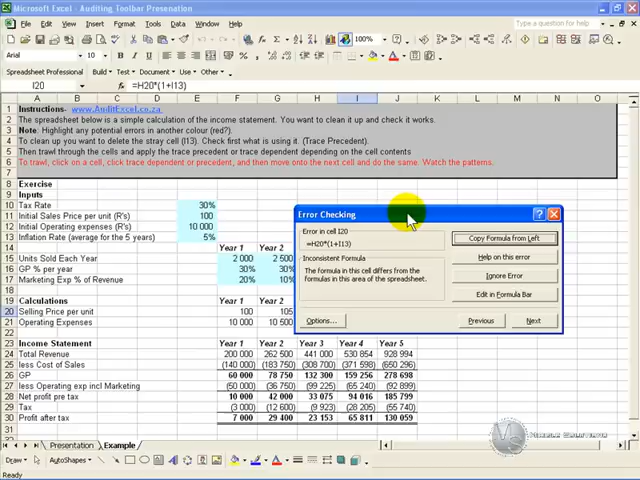 Microsoft Excel - Auditing Toolbar Presenation
File Edit View Insert Format Tools Data Window Help
Type a question for help
100%
Arial 10 B I U
Spreadsheet Professional Build Test Document Use Other
I20 fx =H20*(1+I13)
A B C D E F G H I J K L M N O
1 Instructions- www.AuditExcel.co.za
2 The spreadsheet below is a simple calculation of the income statement. You want to clean it up and check it works.
3 Note: Highlight any potential errors in another colour (red?).
4 To clean up you want to delete the stray cell (I13). Check first what is using it. (Trace Precedent).
5 Then trawl through the cells and apply the trace precedent or trace dependent depending on the cell contents
6 To trawl, click on a cell, click trace dependent or precedent, and then move onto the next cell and do the same. Watch the patterns.
7
8 Exercise
9 Inputs
10 Tax Rate 30%
11 Initial Sales Price per unit (R's) 100
12 Initial Operating expenses (R's) 10 000
13 Inflation Rate (average for the 5 years) 5%
14 Year 1 Year 2
15 Units Sold Each Year 2 000 2 500
16 GP % per year 30% 30%
17 Marketing Exp % of Revenue 20% 10%
18
19 Calculations Year 1 Year 2
20 Selling Price per unit 100 105
21 Operating Expenses 10 000 10 500
22
23 Income Statement Year 1 Year 2 Year 3 Year 4 Year 5
24 Total Revenue 200 000 262 500 441 000 530 854 928 994
25 less Cost of Sales (140 000) (183 750) (308 700) (371 598) (650 296)
26 GP 60 000 78 750 132 300 159 256 278 698
27 less Operating exp incl Marketing (50 000) (36 750) (99 225) (65 240) (92 899)
28 Net profit pre tax 10 000 42 000 33 075 94 016 185 799
29 Tax (3 000) (12 600) (9 923) (28 205) (55 740)
30 Profit after tax 7 000 29 400 23 153 65 811 130 059
31
Error Checking
Error in cell I20
=H20*(1+I13)
Inconsistent Formula
The formula in this cell differs from the
formulas in this area of the spreadsheet.
Copy Formula from Left
Help on this error
Ignore Error
Edit in Formula Bar
Options...
Previous
Next
Presentation Example
Draw AutoShapes
Ready